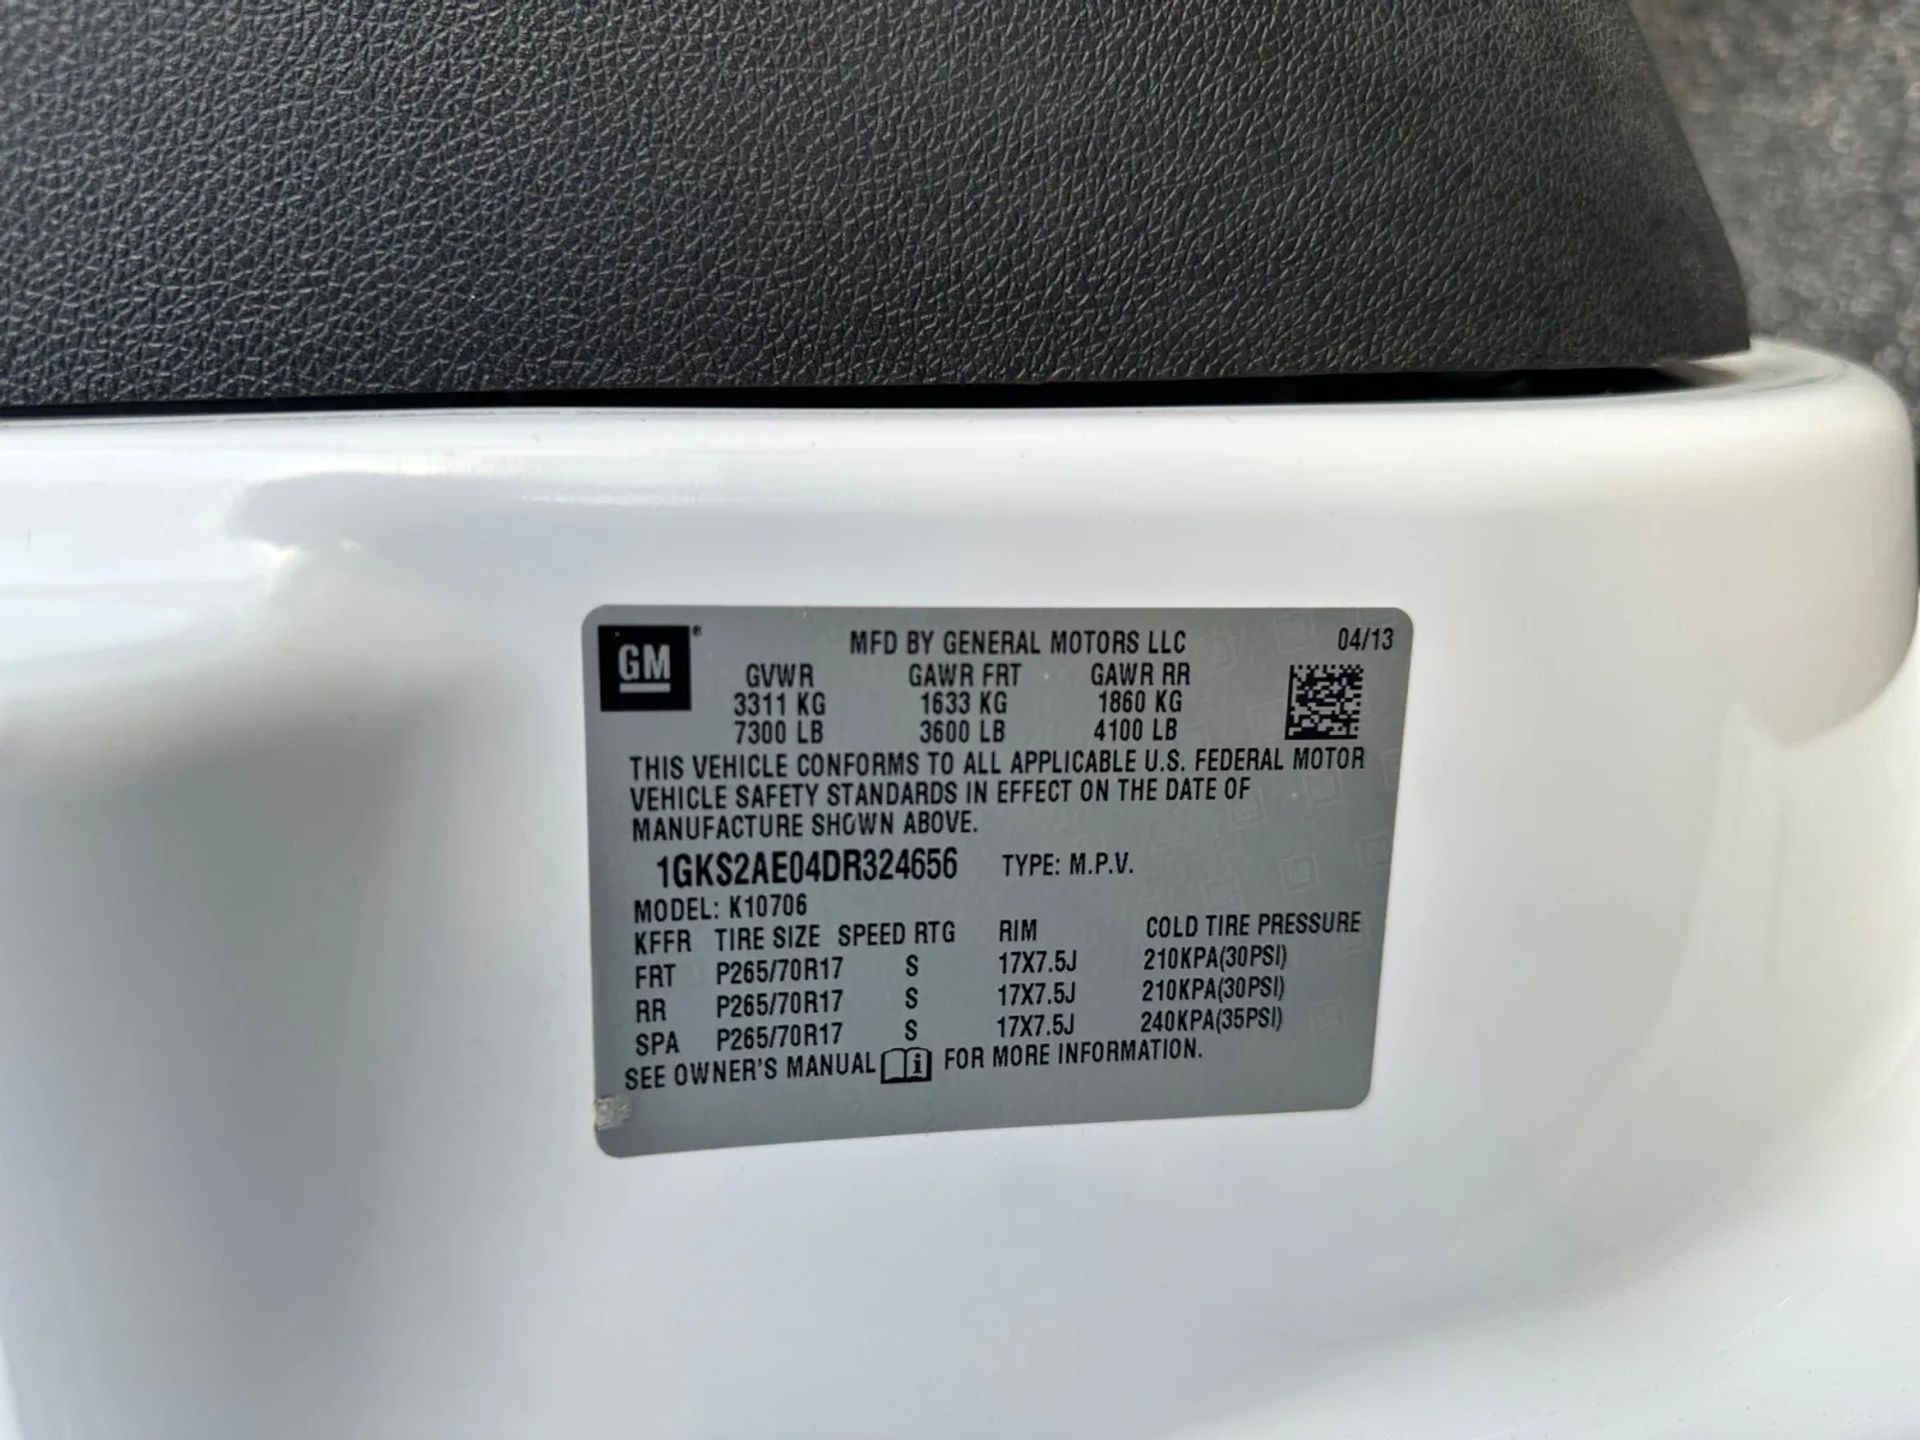 GM® MFD BY GENERAL MOTORS LLC 04/13
GVWR GAWR FRT GAWR RR
3311 KG 1633 KG 1860 KG
7300 LB 3600 LB 4100 LB
THIS VEHICLE CONFORMS TO ALL APPLICABLE U.S. FEDERAL MOTOR
VEHICLE SAFETY STANDARDS IN EFFECT ON THE DATE OF
MANUFACTURE SHOWN ABOVE.
1GKS2AE04DR324656 TYPE: M.P.V.
MODEL: K10706
KFFR TIRE SIZE SPEED RTG RIM COLD TIRE PRESSURE
FRT P265/70R17 S 17X7.5J 210KPA(30PSI)
RR P265/70R17 S 17X7.5J 210KPA(30PSI)
SPA P265/70R17 S 17X7.5J 240KPA(35PSI)
SEE OWNER'S MANUAL i FOR MORE INFORMATION.